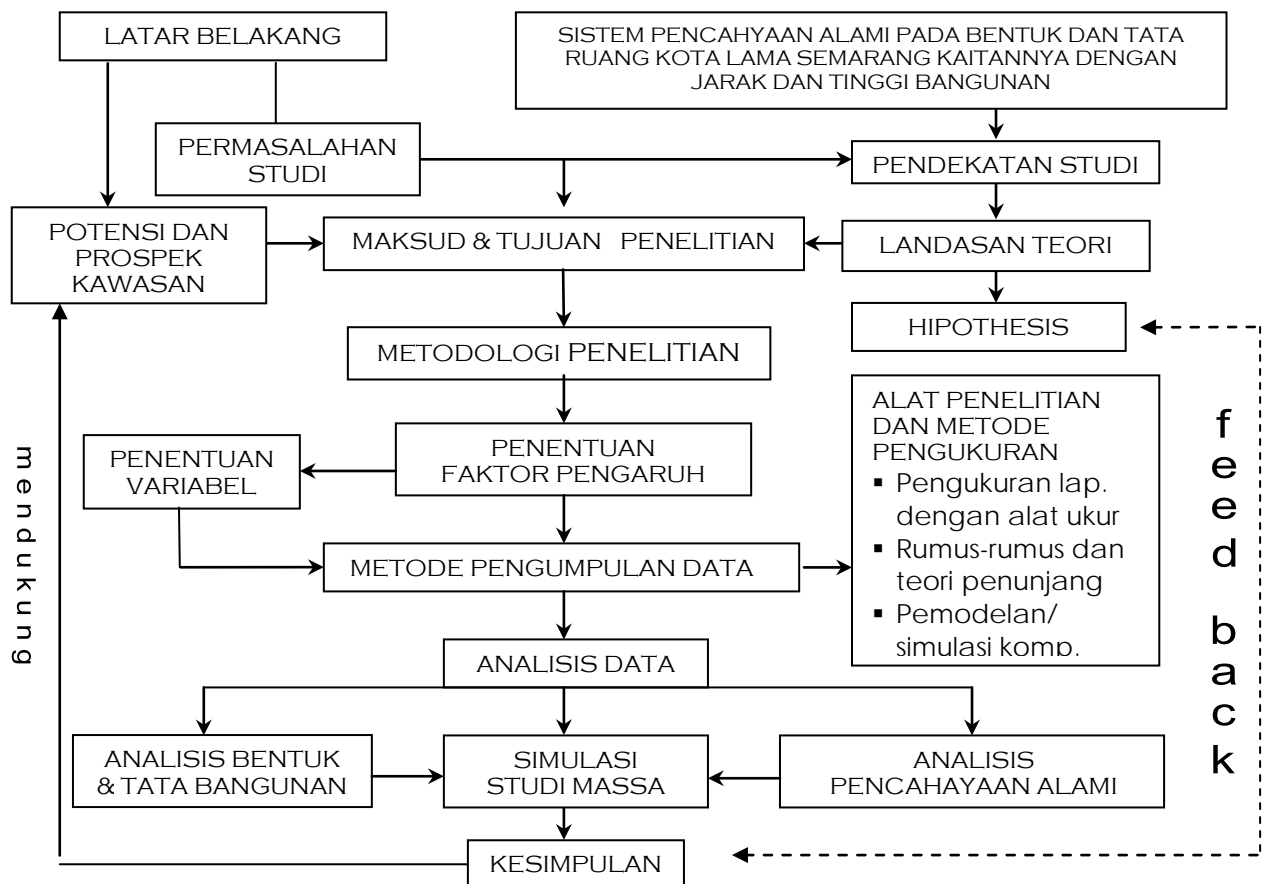 LATAR BELAKANG
SISTEM PENCAHYAAN ALAMI PADA BENTUK DAN TATA
RUANG KOTA LAMA SEMARANG KAITANNYA DENGAN
JARAK DAN TINGGI BANGUNAN
PERMASALAHAN
STUDI
PENDEKATAN STUDI
POTENSI DAN
PROSPEK
KAWASAN
MAKSUD & TUJUAN PENELITIAN
LANDASAN TEORI
HIPOTHESIS
METODOLOGI PENELITIAN
PENENTUAN
VARIABEL
PENENTUAN
FAKTOR PENGARUH
ALAT PENELITIAN
DAN METODE
PENGUKURAN
▪ Pengukuran lap.
dengan alat ukur
▪ Rumus-rumus dan
teori penunjang
▪ Pemodelan/
simulasi komp.
METODE PENGUMPULAN DATA
ANALISIS DATA
ANALISIS BENTUK
& TATA BANGUNAN
SIMULASI
STUDI MASSA
ANALISIS
PENCAHAYAAN ALAMI
KESIMPULAN
mendukung
feed back